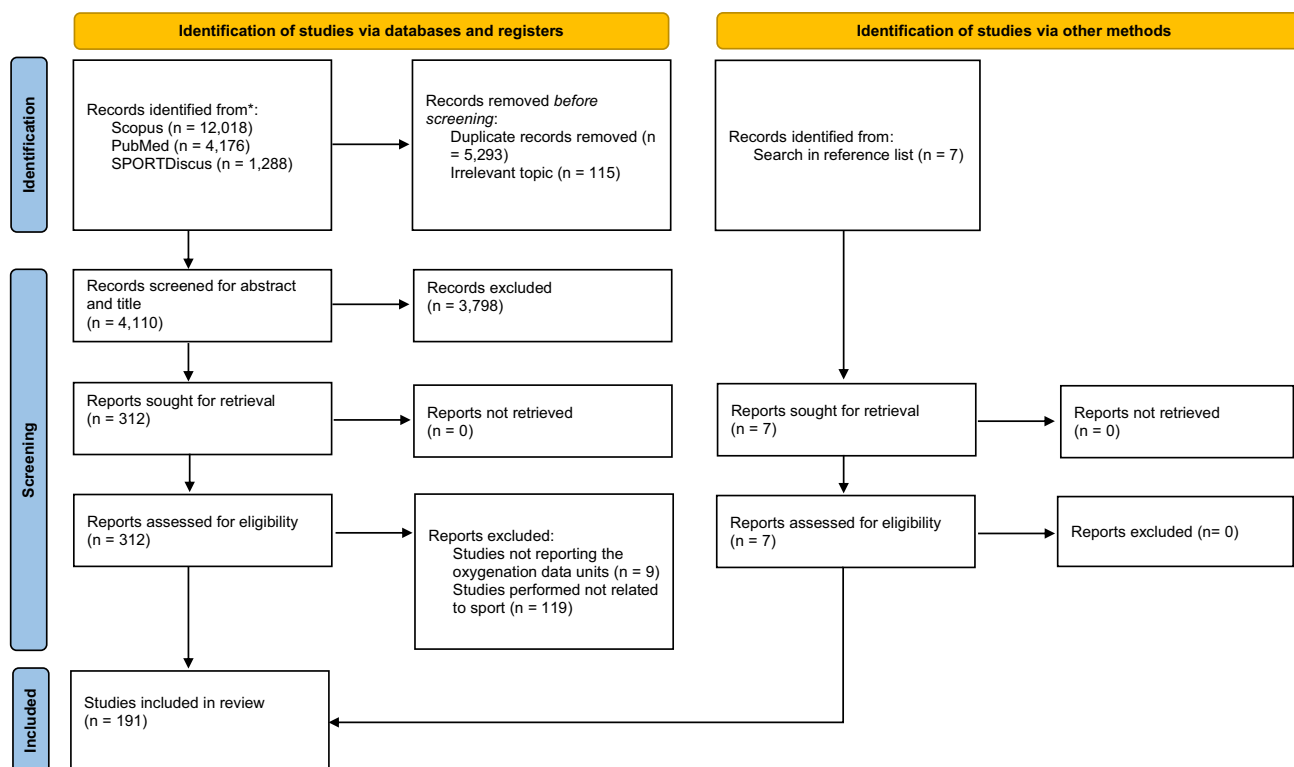 Identification of studies via databases and registers
Identification of studies via other methods
Identification
Records identified from*:
Scopus (n = 12,018)
PubMed (n = 4,176)
SPORTDiscus (n = 1,288)
Records removed before
screening:
Duplicate records removed (n
= 5,293)
Irrelevant topic (n = 115)
Records identified from:
Search in reference list (n = 7)
Screening
Records screened for abstract
and title
(n = 4,110)
Records excluded
(n = 3,798)
Reports sought for retrieval
(n = 312)
Reports not retrieved
(n = 0)
Reports sought for retrieval
(n = 7)
Reports not retrieved
(n = 0)
Reports assessed for eligibility
(n = 312)
Reports excluded:
Studies not reporting the
oxygenation data units (n = 9)
Studies performed not related
to sport (n = 119)
Reports assessed for eligibility
(n = 7)
Reports excluded (n= 0)
Included
Studies included in review
(n = 191)